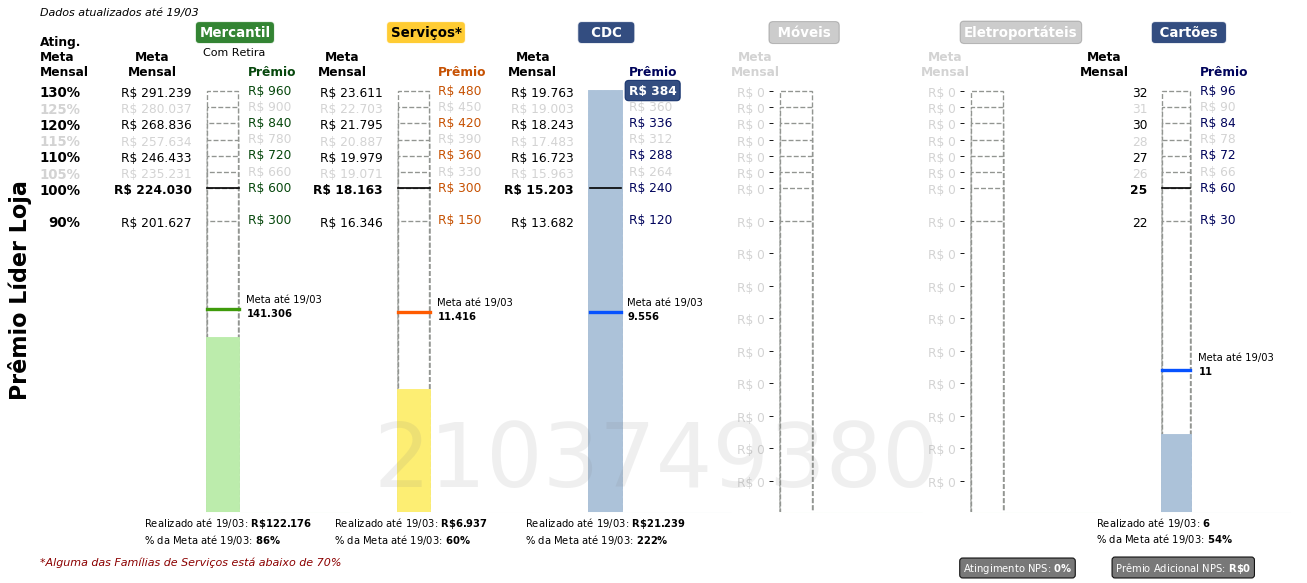 Dados atualizados até 19/03
Mercantil Serviços* CDC Móveis Eletroportáteis Cartões
Com Retira
Ating. Meta Mensal
Meta Mensal Prêmio Meta Mensal Prêmio Meta Mensal Prêmio Meta Mensal Meta Mensal Meta Mensal Prêmio
130% R$ 291.239 R$ 960 R$ 23.611 R$ 480 R$ 19.763 R$ 384 R$ 0 R$ 0 32 R$ 96
125% R$ 280.037 R$ 900 R$ 22.703 R$ 450 R$ 19.003 R$ 360 R$ 0 R$ 0 31 R$ 90
120% R$ 268.836 R$ 840 R$ 21.795 R$ 420 R$ 18.243 R$ 336 R$ 0 R$ 0 30 R$ 84
115% R$ 257.634 R$ 780 R$ 20.887 R$ 390 R$ 17.483 R$ 312 R$ 0 R$ 0 28 R$ 78
110% R$ 246.433 R$ 720 R$ 19.979 R$ 360 R$ 16.723 R$ 288 R$ 0 R$ 0 27 R$ 72
105% R$ 235.231 R$ 660 R$ 19.071 R$ 330 R$ 15.963 R$ 264 R$ 0 R$ 0 26 R$ 66
100% R$ 224.030 R$ 600 R$ 18.163 R$ 300 R$ 15.203 R$ 240 R$ 0 R$ 0 25 R$ 60
90% R$ 201.627 R$ 300 R$ 16.346 R$ 150 R$ 13.682 R$ 120 R$ 0 R$ 0 22 R$ 30
R$ 0 R$ 0
R$ 0 R$ 0
R$ 0 R$ 0
R$ 0 R$ 0
R$ 0 R$ 0
R$ 0 R$ 0
R$ 0 R$ 0
R$ 0 R$ 0
Prêmio Líder Loja
Meta até 19/03
141.306
Meta até 19/03
11.416
Meta até 19/03
9.556
Meta até 19/03
11
2103749380
Realizado até 19/03: R$122.176 Realizado até 19/03: R$6.937 Realizado até 19/03: R$21.239 Realizado até 19/03: 6
% da Meta até 19/03: 86% % da Meta até 19/03: 60% % da Meta até 19/03: 222% % da Meta até 19/03: 54%
*Alguma das Famílias de Serviços está abaixo de 70%
Atingimento NPS: 0% Prêmio Adicional NPS: R$0